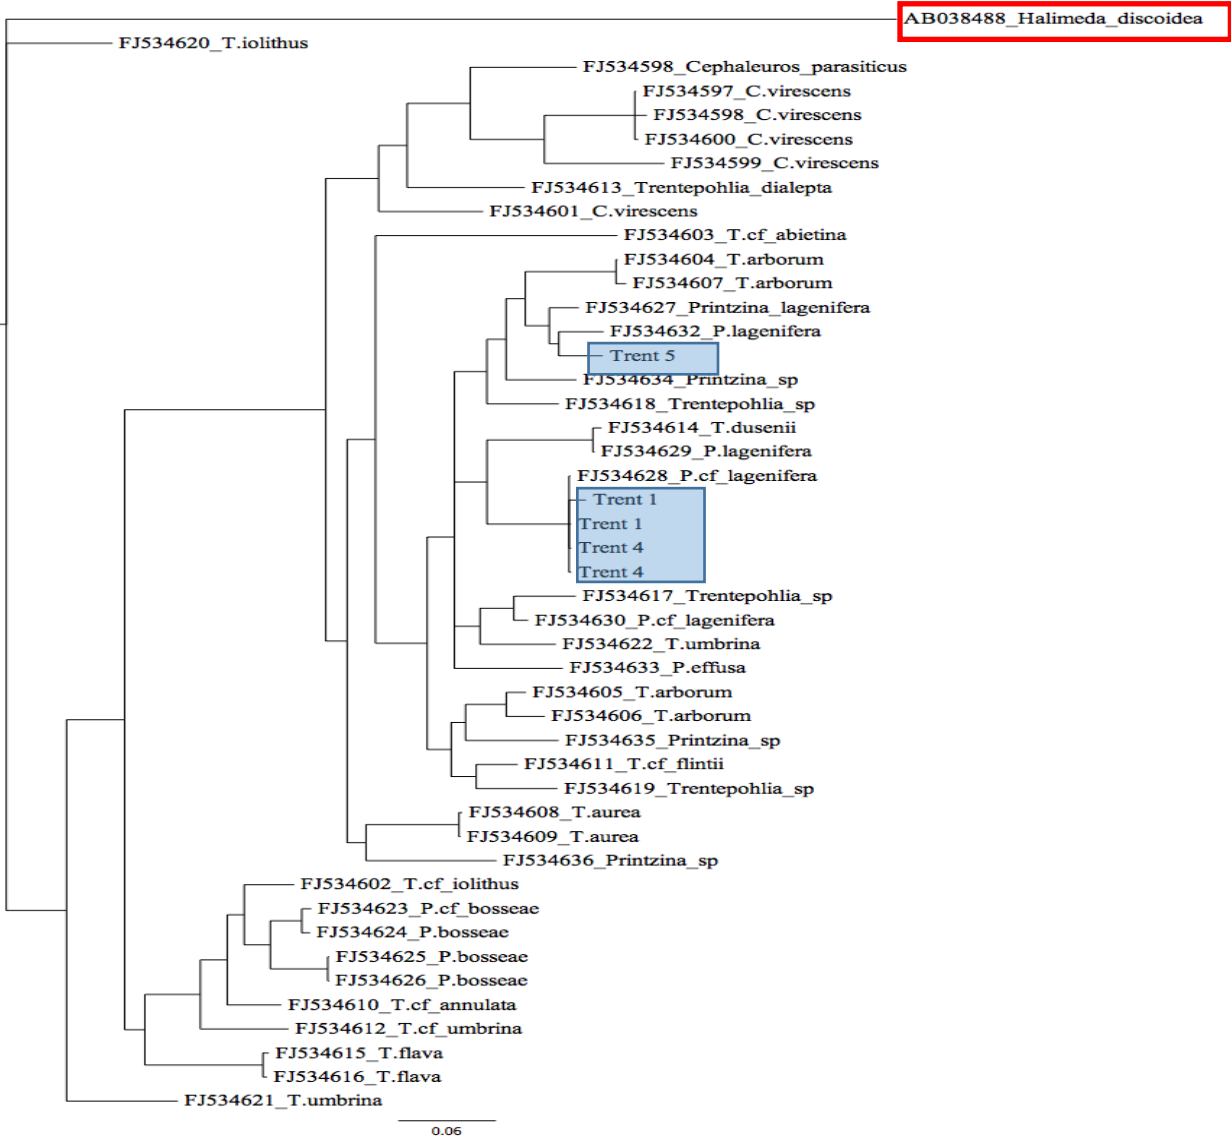 AB038488_Halimeda_discoidea
FJ534620_T.iolithus
FJ534598_Cephaleuros_parasiticus
FJ534597_C.virescens
FJ534598_C.virescens
FJ534600_C.virescens
FJ534599_C.virescens
FJ534613_Trentepohlia_dialepta
FJ534601_C.virescens
FJ534603_T.cf_abietina
FJ534604_T.arborum
FJ534607_T.arborum
FJ534627_Printzina_lagenifera
FJ534632_P.lagenifera
Trent 5
FJ534634_Printzina_sp
FJ534618_Trentepohlia_sp
FJ534614_T.dusenii
FJ534629_P.lagenifera
FJ534628_P.cf_lagenifera
Trent 1
Trent 1
Trent 4
Trent 4
FJ534617_Trentepohlia_sp
FJ534630_P.cf_lagenifera
FJ534622_T.umbrina
FJ534633_P.effusa
FJ534605_T.arborum
FJ534606_T.arborum
FJ534635_Printzina_sp
FJ534611_T.cf_flintii
FJ534619_Trentepohlia_sp
FJ534608_T.aurea
FJ534609_T.aurea
FJ534636_Printzina_sp
FJ534602_T.cf_iolithus
FJ534623_P.cf_bosseae
FJ534624_P.bosseae
FJ534625_P.bosseae
FJ534626_P.bosseae
FJ534610_T.cf_annulata
FJ534612_T.cf_umbrina
FJ534615_T.flava
FJ534616_T.flava
FJ534621_T.umbrina
0.06